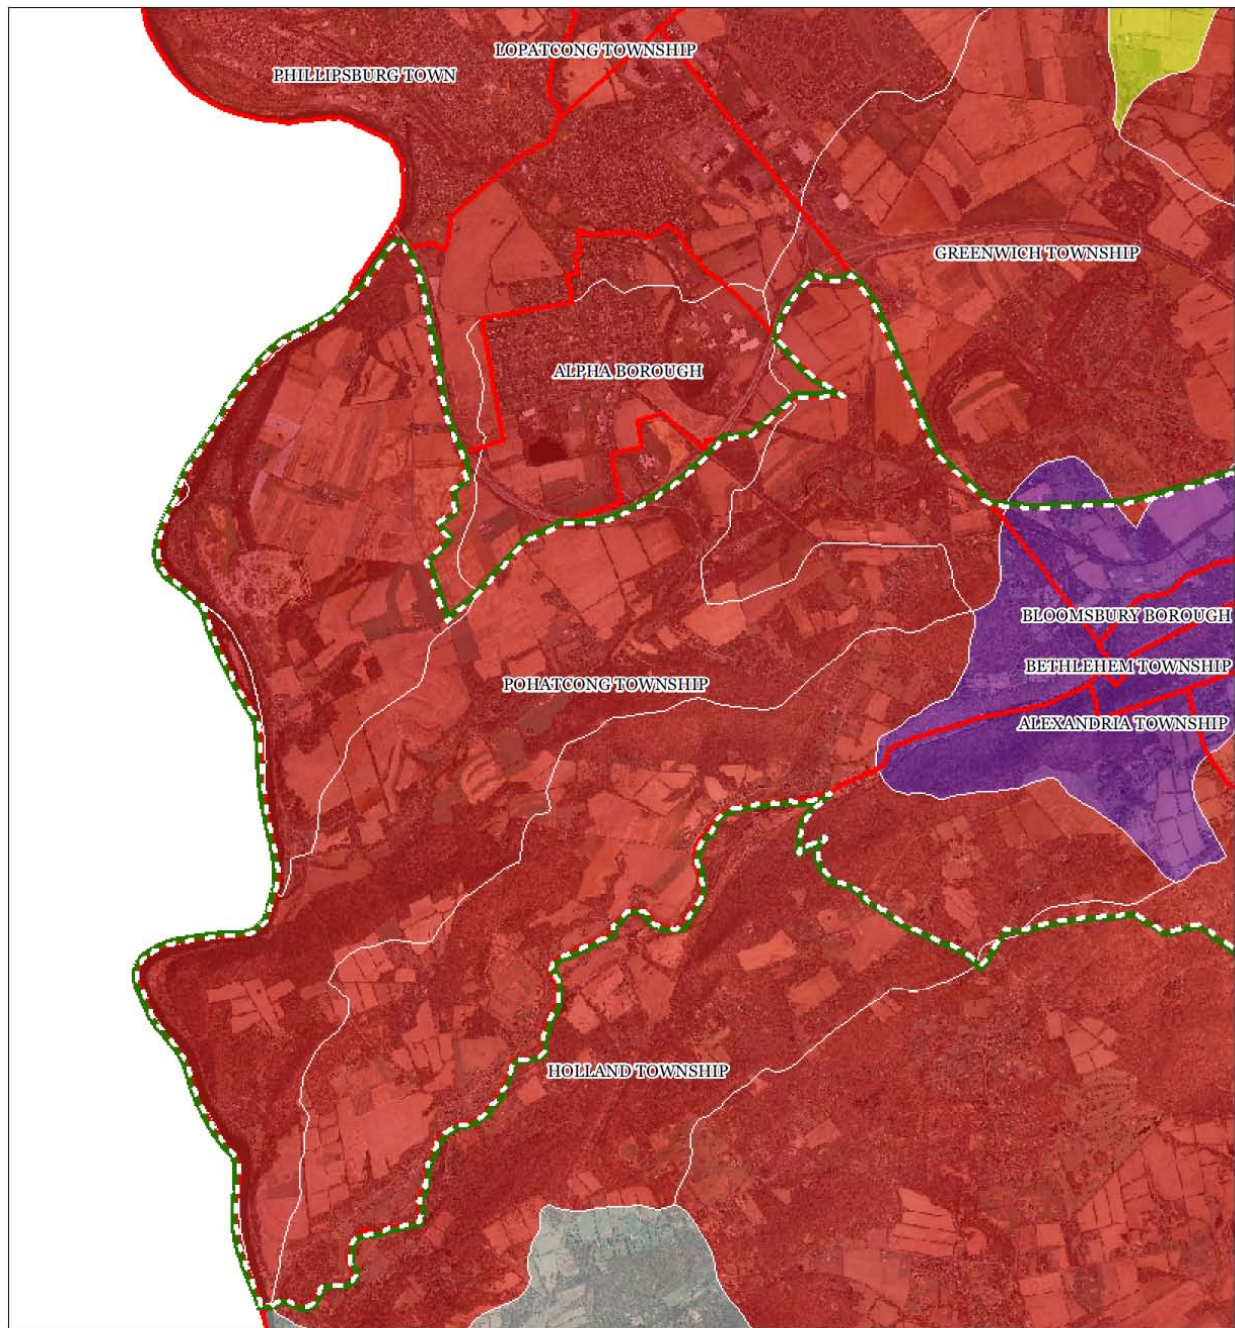 LOPATCONG TOWNSHIP
PHILLIPSBURG TOWN
GREENWICH TOWNSHIP
ALPHA BOROUGH
BLOOMSBURY BOROUGH
BETHLEHEM TOWNSHIP
POHATCONG TOWNSHIP
ALEXANDRIA TOWNSHIP
HOLLAND TOWNSHIP